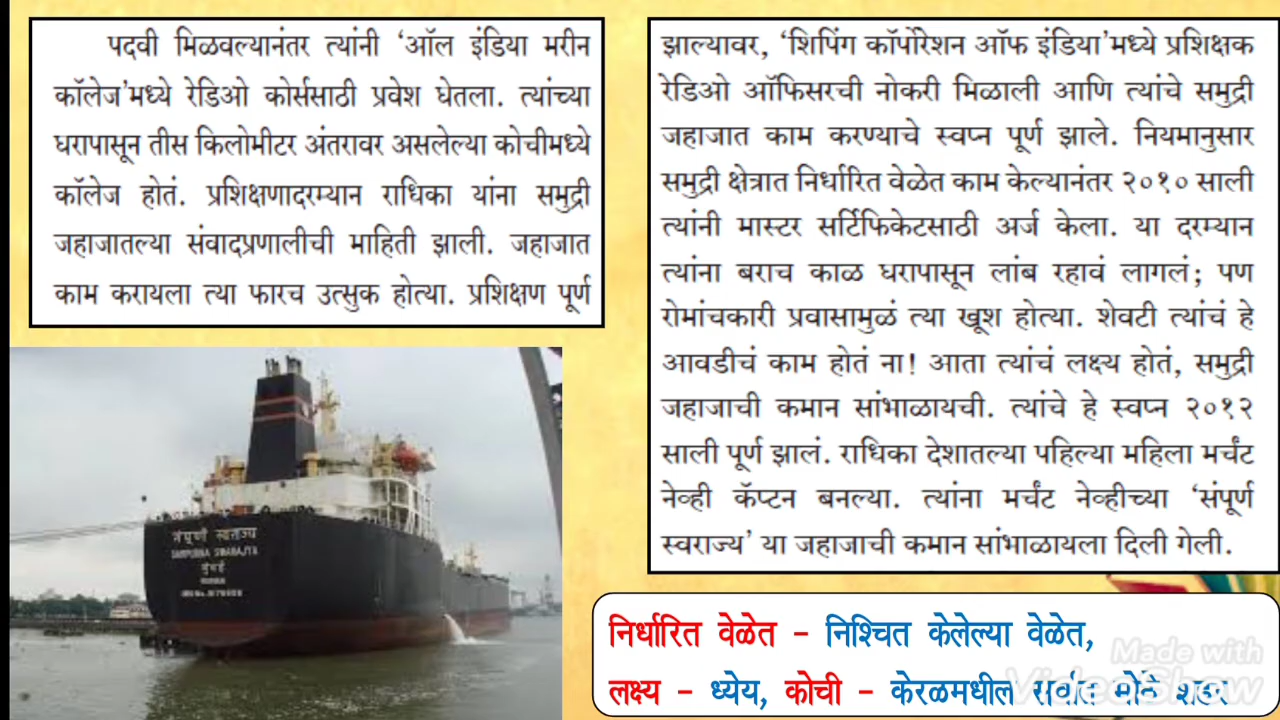 पदवी मिळवल्यानंतर त्यांनी ‘ऑल इंडिया मरीन
कॉलेज’मध्ये रेडिओ कोर्ससाठी प्रवेश घेतला. त्यांच्या
घरापासून तीस किलोमीटर अंतरावर असलेल्या कोचीमध्ये
कॉलेज होतं. प्रशिक्षणादरम्यान राधिका यांना समुद्री
जहाजातल्या संवादप्रणालीची माहिती झाली. जहाजात
काम करायला त्या फारच उत्सुक होत्या. प्रशिक्षण पूर्ण
झाल्यावर, ‘शिपिंग कॉर्पोरेशन ऑफ इंडिया’मध्ये प्रशिक्षक
रेडिओ ऑफिसरची नोकरी मिळाली आणि त्यांचे समुद्री
जहाजात काम करण्याचे स्वप्न पूर्ण झाले. नियमानुसार
समुद्री क्षेत्रात निर्धारित वेळेत काम केल्यानंतर २०१० साली
त्यांनी मास्टर सर्टिफिकेटसाठी अर्ज केला. या दरम्यान
त्यांना बराच काळ घरापासून लांब रहावं लागलं; पण
रोमांचकारी प्रवासामुळं त्या खूश होत्या. शेवटी त्यांचं हे
आवडीचं काम होतं ना! आता त्यांचं लक्ष्य होतं, समुद्री
जहाजाची कमान सांभाळायची. त्यांचे हे स्वप्न २०१२
साली पूर्ण झालं. राधिका देशातल्या पहिल्या महिला मर्चंट
नेव्ही कॅप्टन बनल्या. त्यांना मर्चंट नेव्हीच्या ‘संपूर्ण
स्वराज्य’ या जहाजाची कमान सांभाळायला दिली गेली.
संपूर्ण स्वराज्य
SAMPURNA SWARAJYA
मुंबई
MUMBAI
निर्धारित वेळेत - निश्चित केलेल्या वेळेत,
लक्ष्य - ध्येय, कोची - केरळमधील सर्वात मोठे शहर
Made with
VideoShow